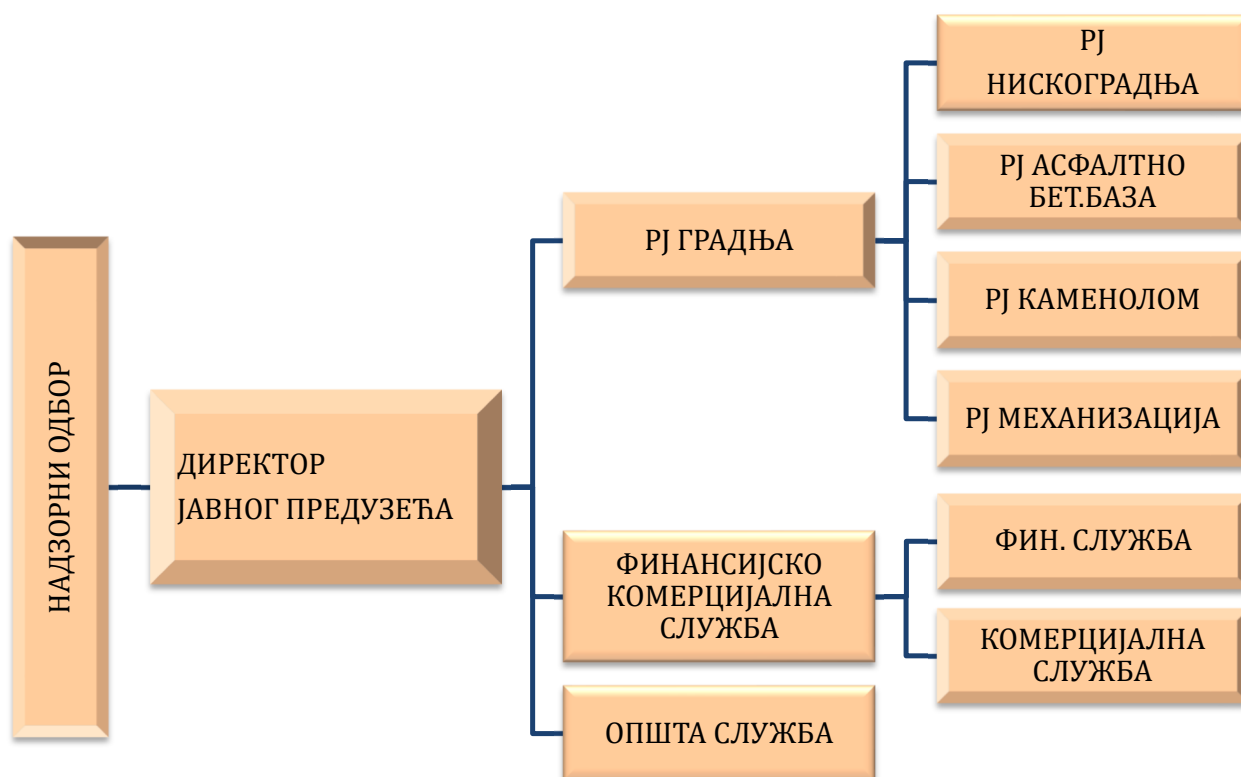 НАДЗОРНИ ОДБОР
ДИРЕКТОР
ЈАВНОГ ПРЕДУЗЕЋА
РЈ ГРАДЊА
РЈ
НИСКОГРАДЊА
РЈ АСФАЛТНО
БЕТ.БАЗА
РЈ КАМЕНОЛОМ
РЈ МЕХАНИЗАЦИЈА
ФИНАНСИЈСКО
КОМЕРЦИЈАЛНА
СЛУЖБА
ФИН. СЛУЖБА
КОМЕРЦИЈАЛНА
СЛУЖБА
ОПШТА СЛУЖБА